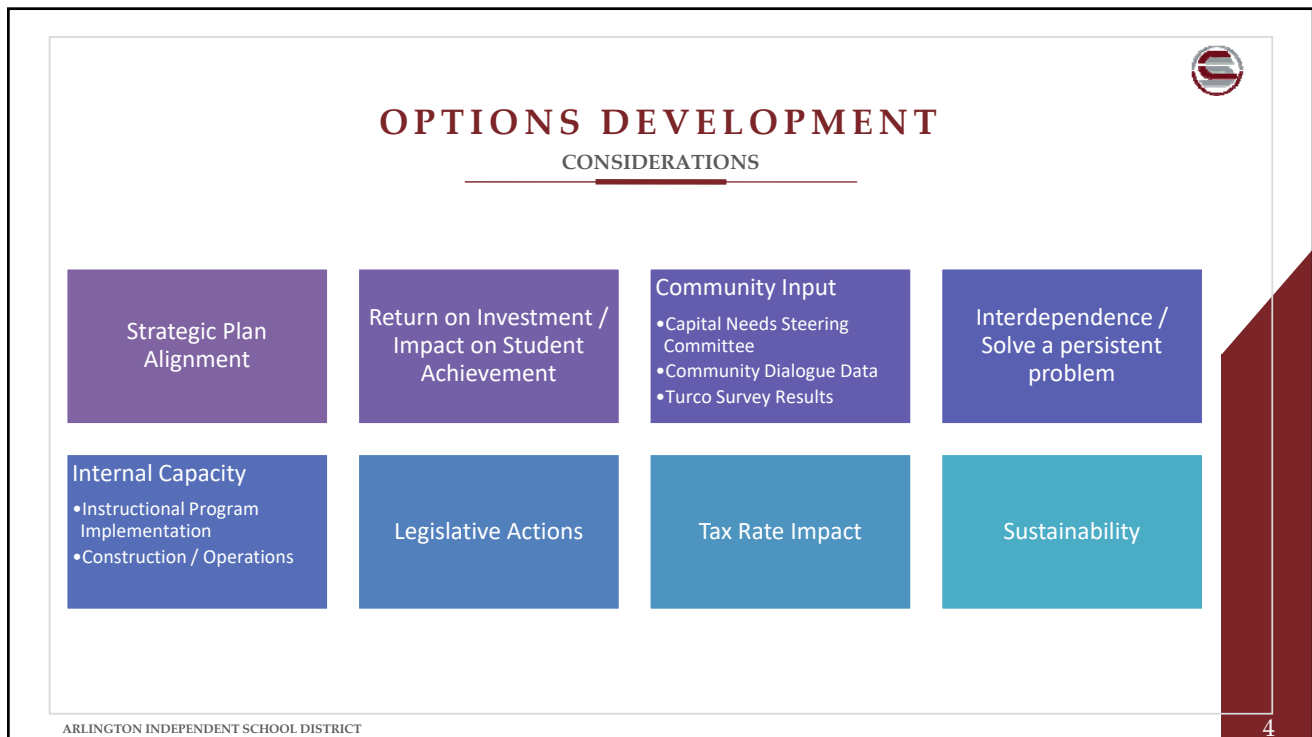 OPTIONS DEVELOPMENT
CONSIDERATIONS
Strategic Plan
Alignment
Return on Investment /
Impact on Student
Achievement
Community Input
•Capital Needs Steering
Committee
•Community Dialogue Data
•Turco Survey Results
Interdependence /
Solve a persistent
problem
Internal Capacity
•Instructional Program
Implementation
•Construction / Operations
Legislative Actions
Tax Rate Impact
Sustainability
ARLINGTON INDEPENDENT SCHOOL DISTRICT
4